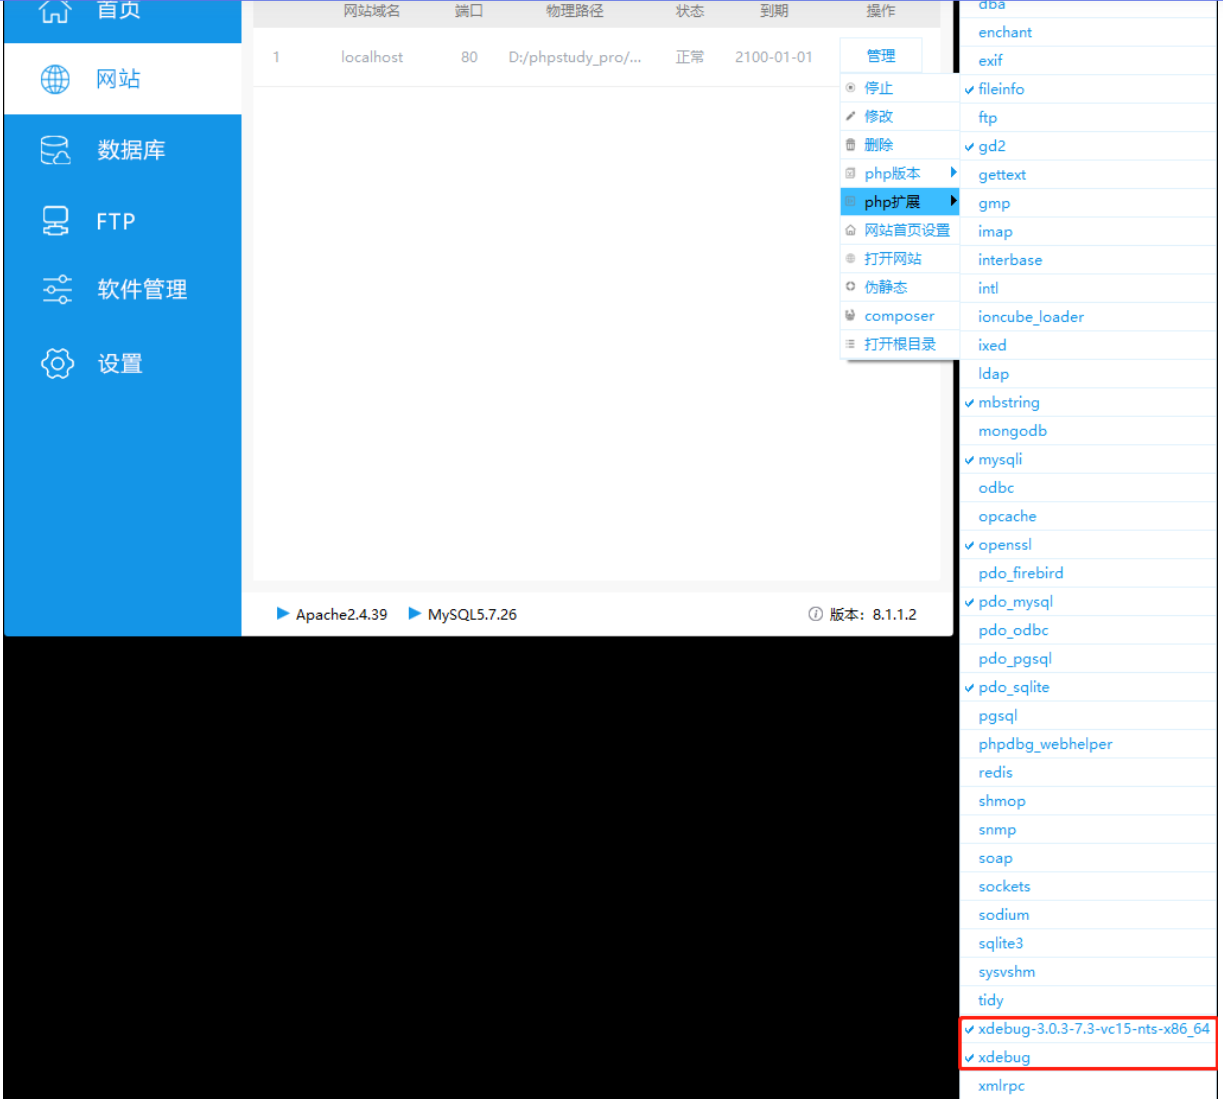 首页
网站
数据库
FTP
软件管理
设置
网站域名 端口 物理路径 状态 到期 操作
1 localhost 80 D:/phpstudy_pro/... 正常 2100-01-01 管理
停止
修改
删除
php版本
php扩展
网站首页设置
打开网站
伪静态
composer
打开根目录
Apache2.4.39 MySQL5.7.26 版本：8.1.1.2
dba
enchant
exif
fileinfo
ftp
gd2
gettext
gmp
imap
interbase
intl
ioncube_loader
ixed
ldap
mbstring
mongodb
mysqli
odbc
opcache
openssl
pdo_firebird
pdo_mysql
pdo_odbc
pdo_pgsql
pdo_sqlite
pgsql
phpdbg_webhelper
redis
shmop
snmp
soap
sockets
sodium
sqlite3
sysvshm
tidy
xdebug-3.0.3-7.3-vc15-nts-x86_64
xdebug
xmlrpc